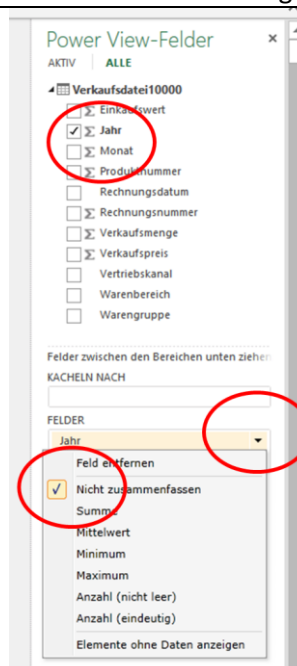 Power View-Felder
AKTIV ALLE
Verkaufsdatei10000
Σ Einkaufswert
Σ Jahr
Σ Monat
Σ Produktnummer
Rechnungsdatum
Σ Rechnungsnummer
Σ Verkaufsmenge
Σ Verkaufspreis
Vertriebskanal
Warenbereich
Warengruppe
Felder zwischen den Bereichen unten ziehen
KACHELN NACH
FELDER
Jahr
Feld entfernen
Nicht zusammenfassen
Summe
Mittelwert
Minimum
Maximum
Anzahl (nicht leer)
Anzahl (eindeutig)
Elemente ohne Daten anzeigen